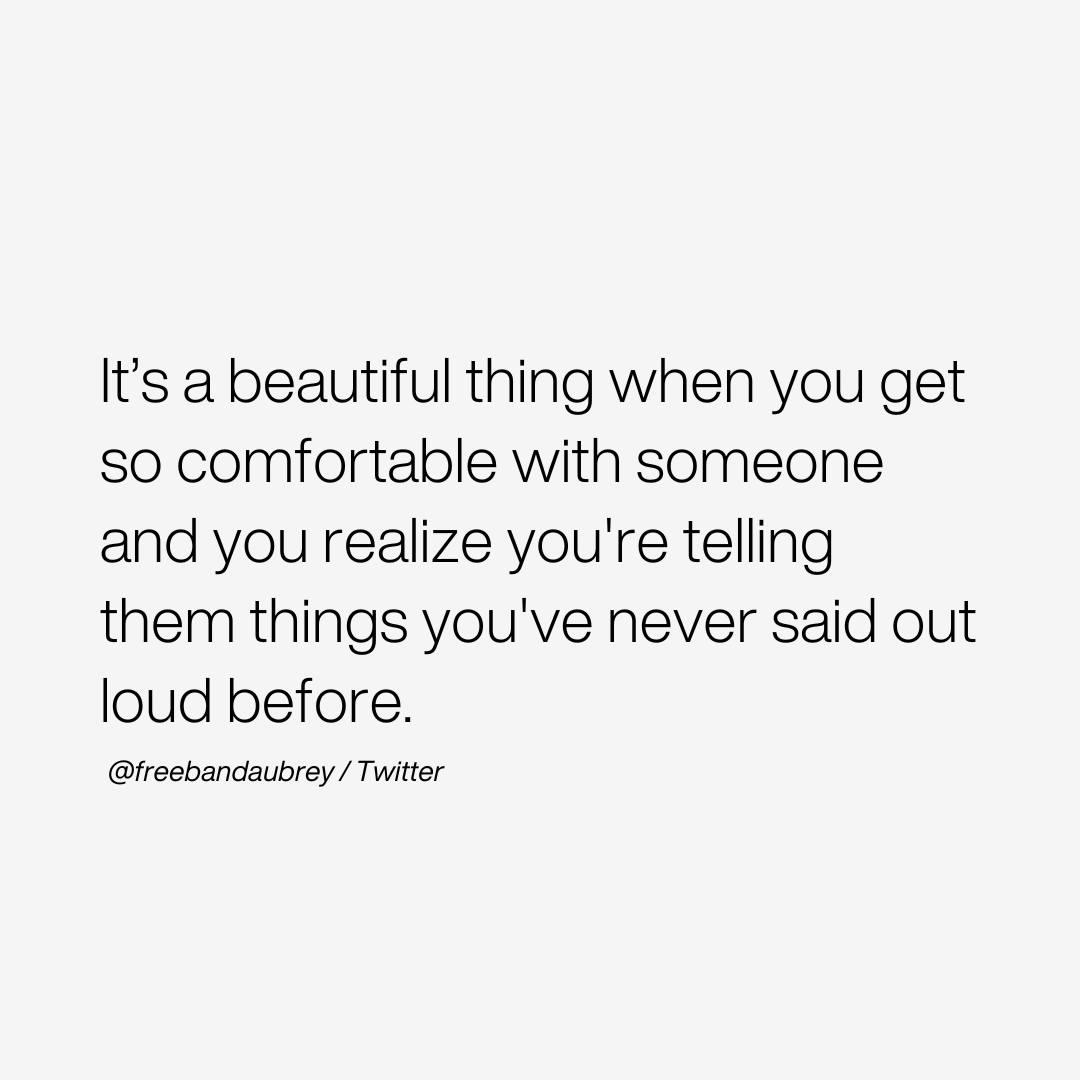 It’s a beautiful thing when you get
so comfortable with someone
and you realize you're telling
them things you've never said out
loud before.
@freebandaubrey / Twitter